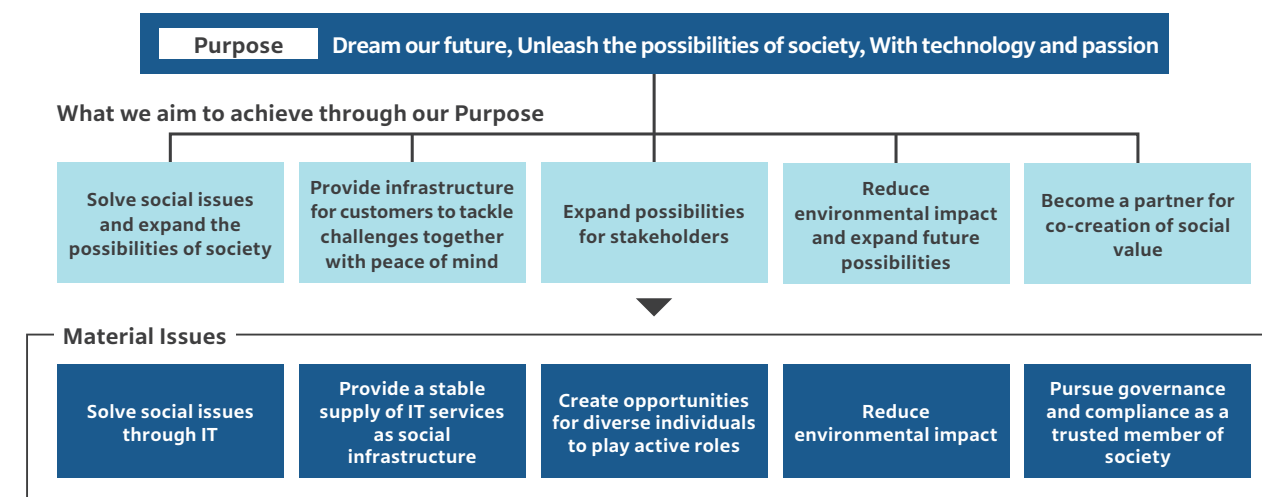 Purpose Dream our future, Unleash the possibilities of society, With technology and passion
What we aim to achieve through our Purpose
Solve social issues
and expand the
possibilities of society
Provide infrastructure
for customers to tackle
challenges together
with peace of mind
Expand possibilities
for stakeholders
Reduce
environmental impact
and expand future
possibilities
Become a partner for
co-creation of social
value
Material Issues
Solve social issues
through IT
Provide a stable
supply of IT services
as social
infrastructure
Create opportunities
for diverse individuals
to play active roles
Reduce
environmental impact
Pursue governance
and compliance as a
trusted member of
society